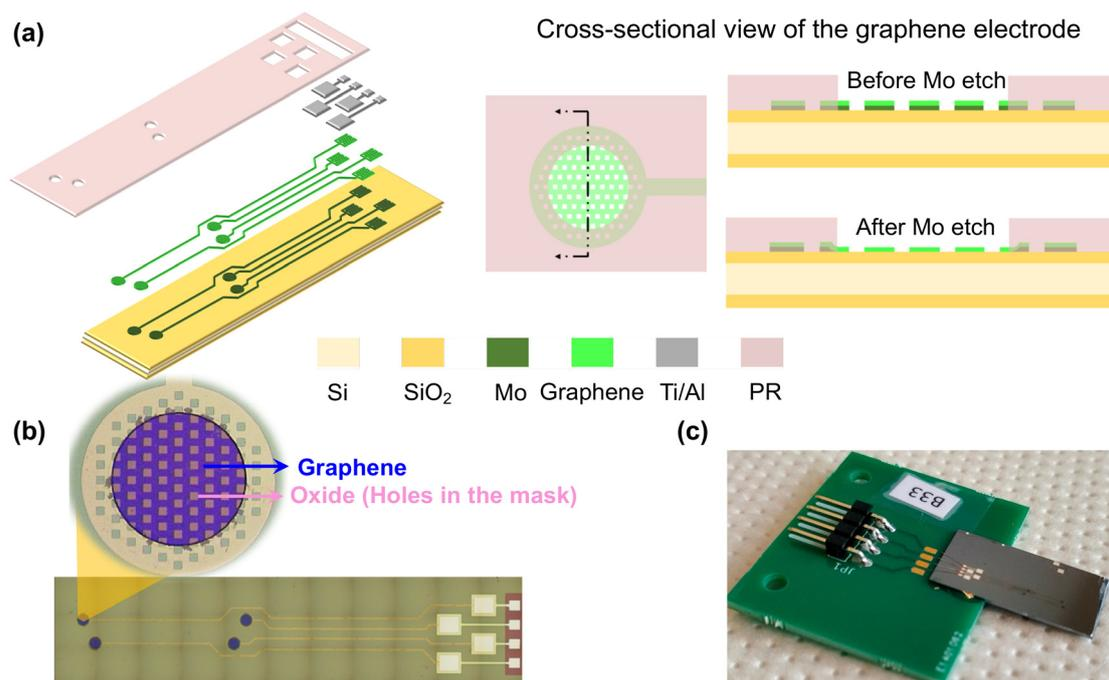 (a)
Cross-sectional view of the graphene electrode
Before Mo etch
After Mo etch
Si
SiO₂
Mo
Graphene
Ti/Al
PR
(b)
Graphene
Oxide (Holes in the mask)
(c)
B33
JP1